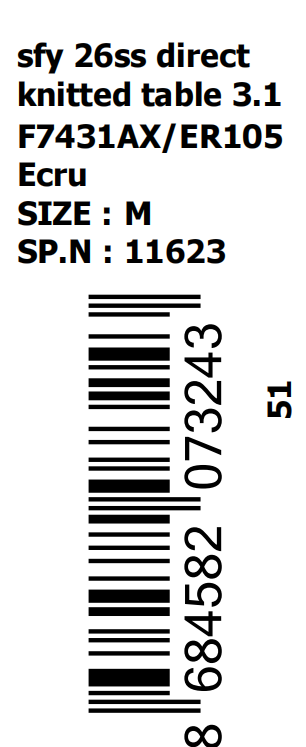 sfy 26ss direct
knitted table 3.1
F7431AX/ER105
Ecru
SIZE : M
SP.N : 11623
8 684582 073243
51